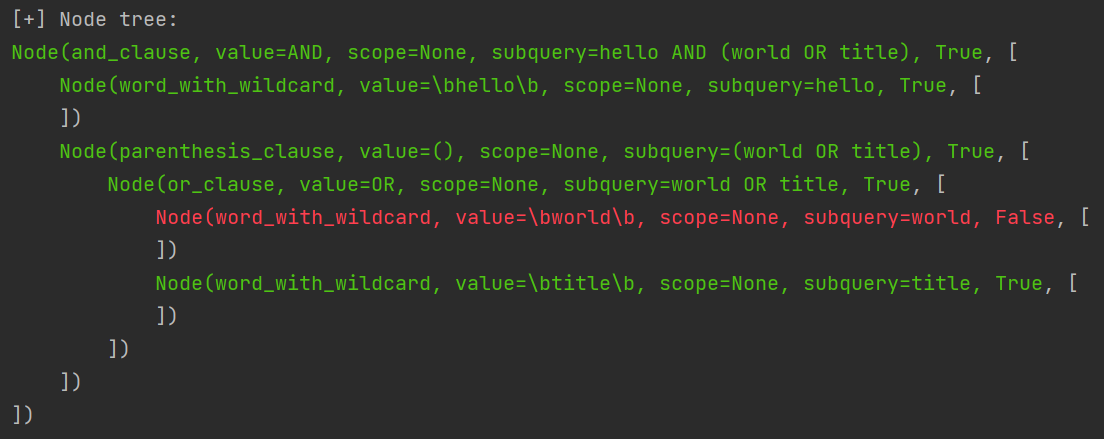 [+] Node tree:
Node(and_clause, value=AND, scope=None, subquery=hello AND (world OR title), True, [
    Node(word_with_wildcard, value=\bhello\b, scope=None, subquery=hello, True, [
    ])
    Node(parenthesis_clause, value=(), scope=None, subquery=(world OR title), True, [
        Node(or_clause, value=OR, scope=None, subquery=world OR title, True, [
            Node(word_with_wildcard, value=\bworld\b, scope=None, subquery=world, False, [
            ])
            Node(word_with_wildcard, value=\btitle\b, scope=None, subquery=title, True, [
            ])
        ])
    ])
])